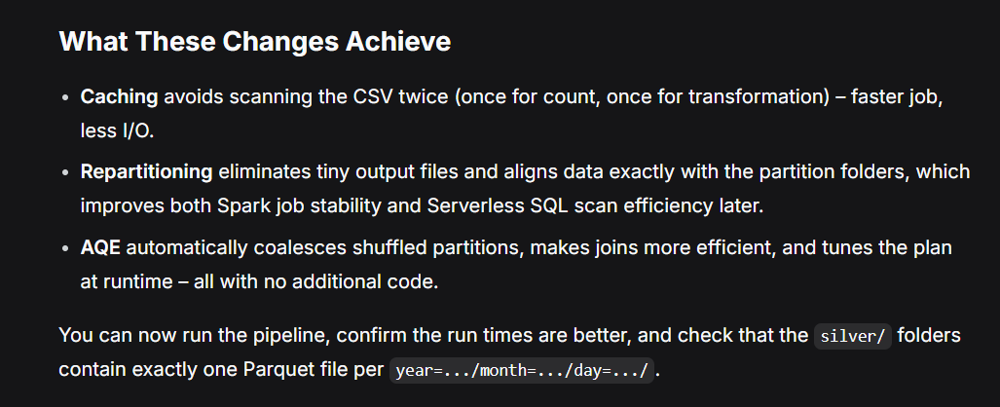 What These Changes Achieve
• Caching avoids scanning the CSV twice (once for count, once for transformation) – faster job,
less I/O.
• Repartitioning eliminates tiny output files and aligns data exactly with the partition folders, which
improves both Spark job stability and Serverless SQL scan efficiency later.
• AQE automatically coalesces shuffled partitions, makes joins more efficient, and tunes the plan
at runtime – all with no additional code.
You can now run the pipeline, confirm the run times are better, and check that the silver/ folders
contain exactly one Parquet file per year=.../month=.../day=.../ .